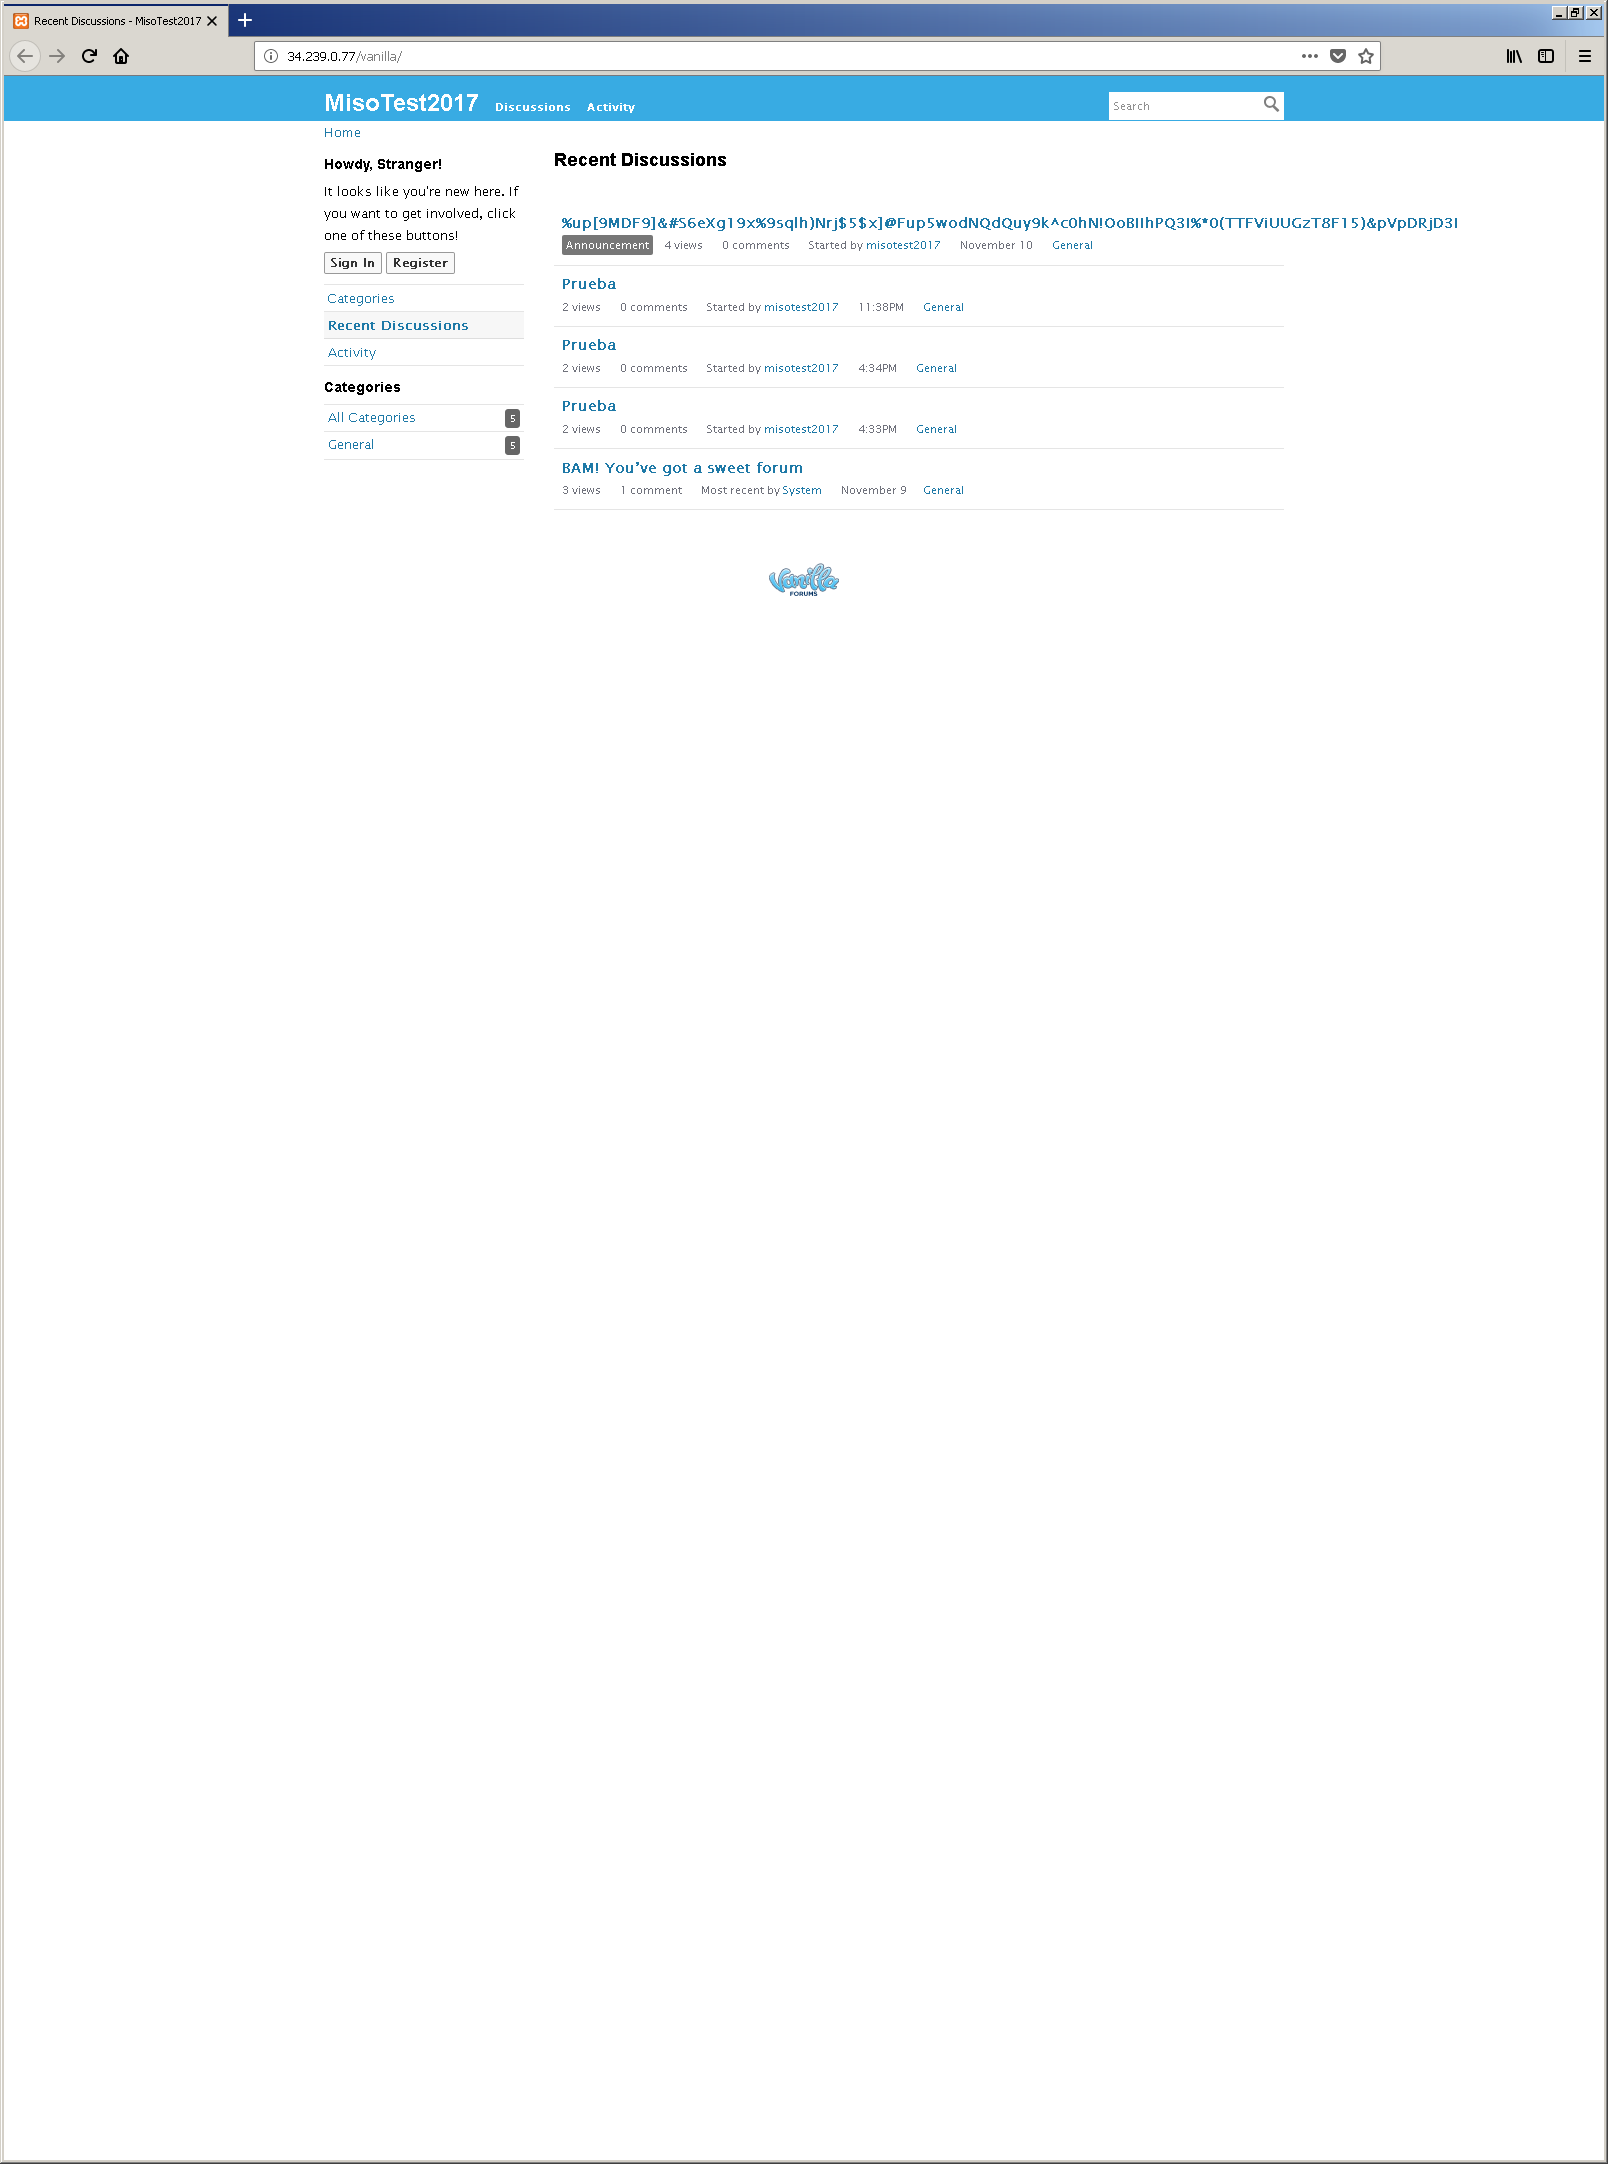 Recent Discussions - MisoTest2017
34.239.0.77/vanilla/
MisoTest2017 Discussions Activity
Search
Home
Howdy, Stranger!
It looks like you're new here. If
you want to get involved, click
one of these buttons!
Sign In Register
Categories
Recent Discussions
Activity
Categories
All Categories 5
General 5
Recent Discussions
%up[9MDF9]&#S6eXg19x%9sqlh)Nrj$5$x]@Fup5wodNQdQuy9k^c0hN!OoBIIhPQ3I%*0(TTFViUUGzT8F15)&pVpDRjD3I
Announcement 4 views 0 comments Started by misotest2017 November 10 General
Prueba
2 views 0 comments Started by misotest2017 11:38PM General
Prueba
2 views 0 comments Started by misotest2017 4:34PM General
Prueba
2 views 0 comments Started by misotest2017 4:33PM General
BAM! You’ve got a sweet forum
3 views 1 comment Most recent by System November 9 General
Vanilla
FORUMS